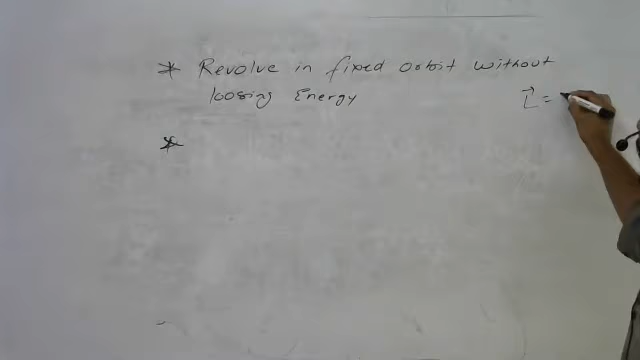 * Revolve in fixed orbit without
loosing Energy
L⃗ =
*